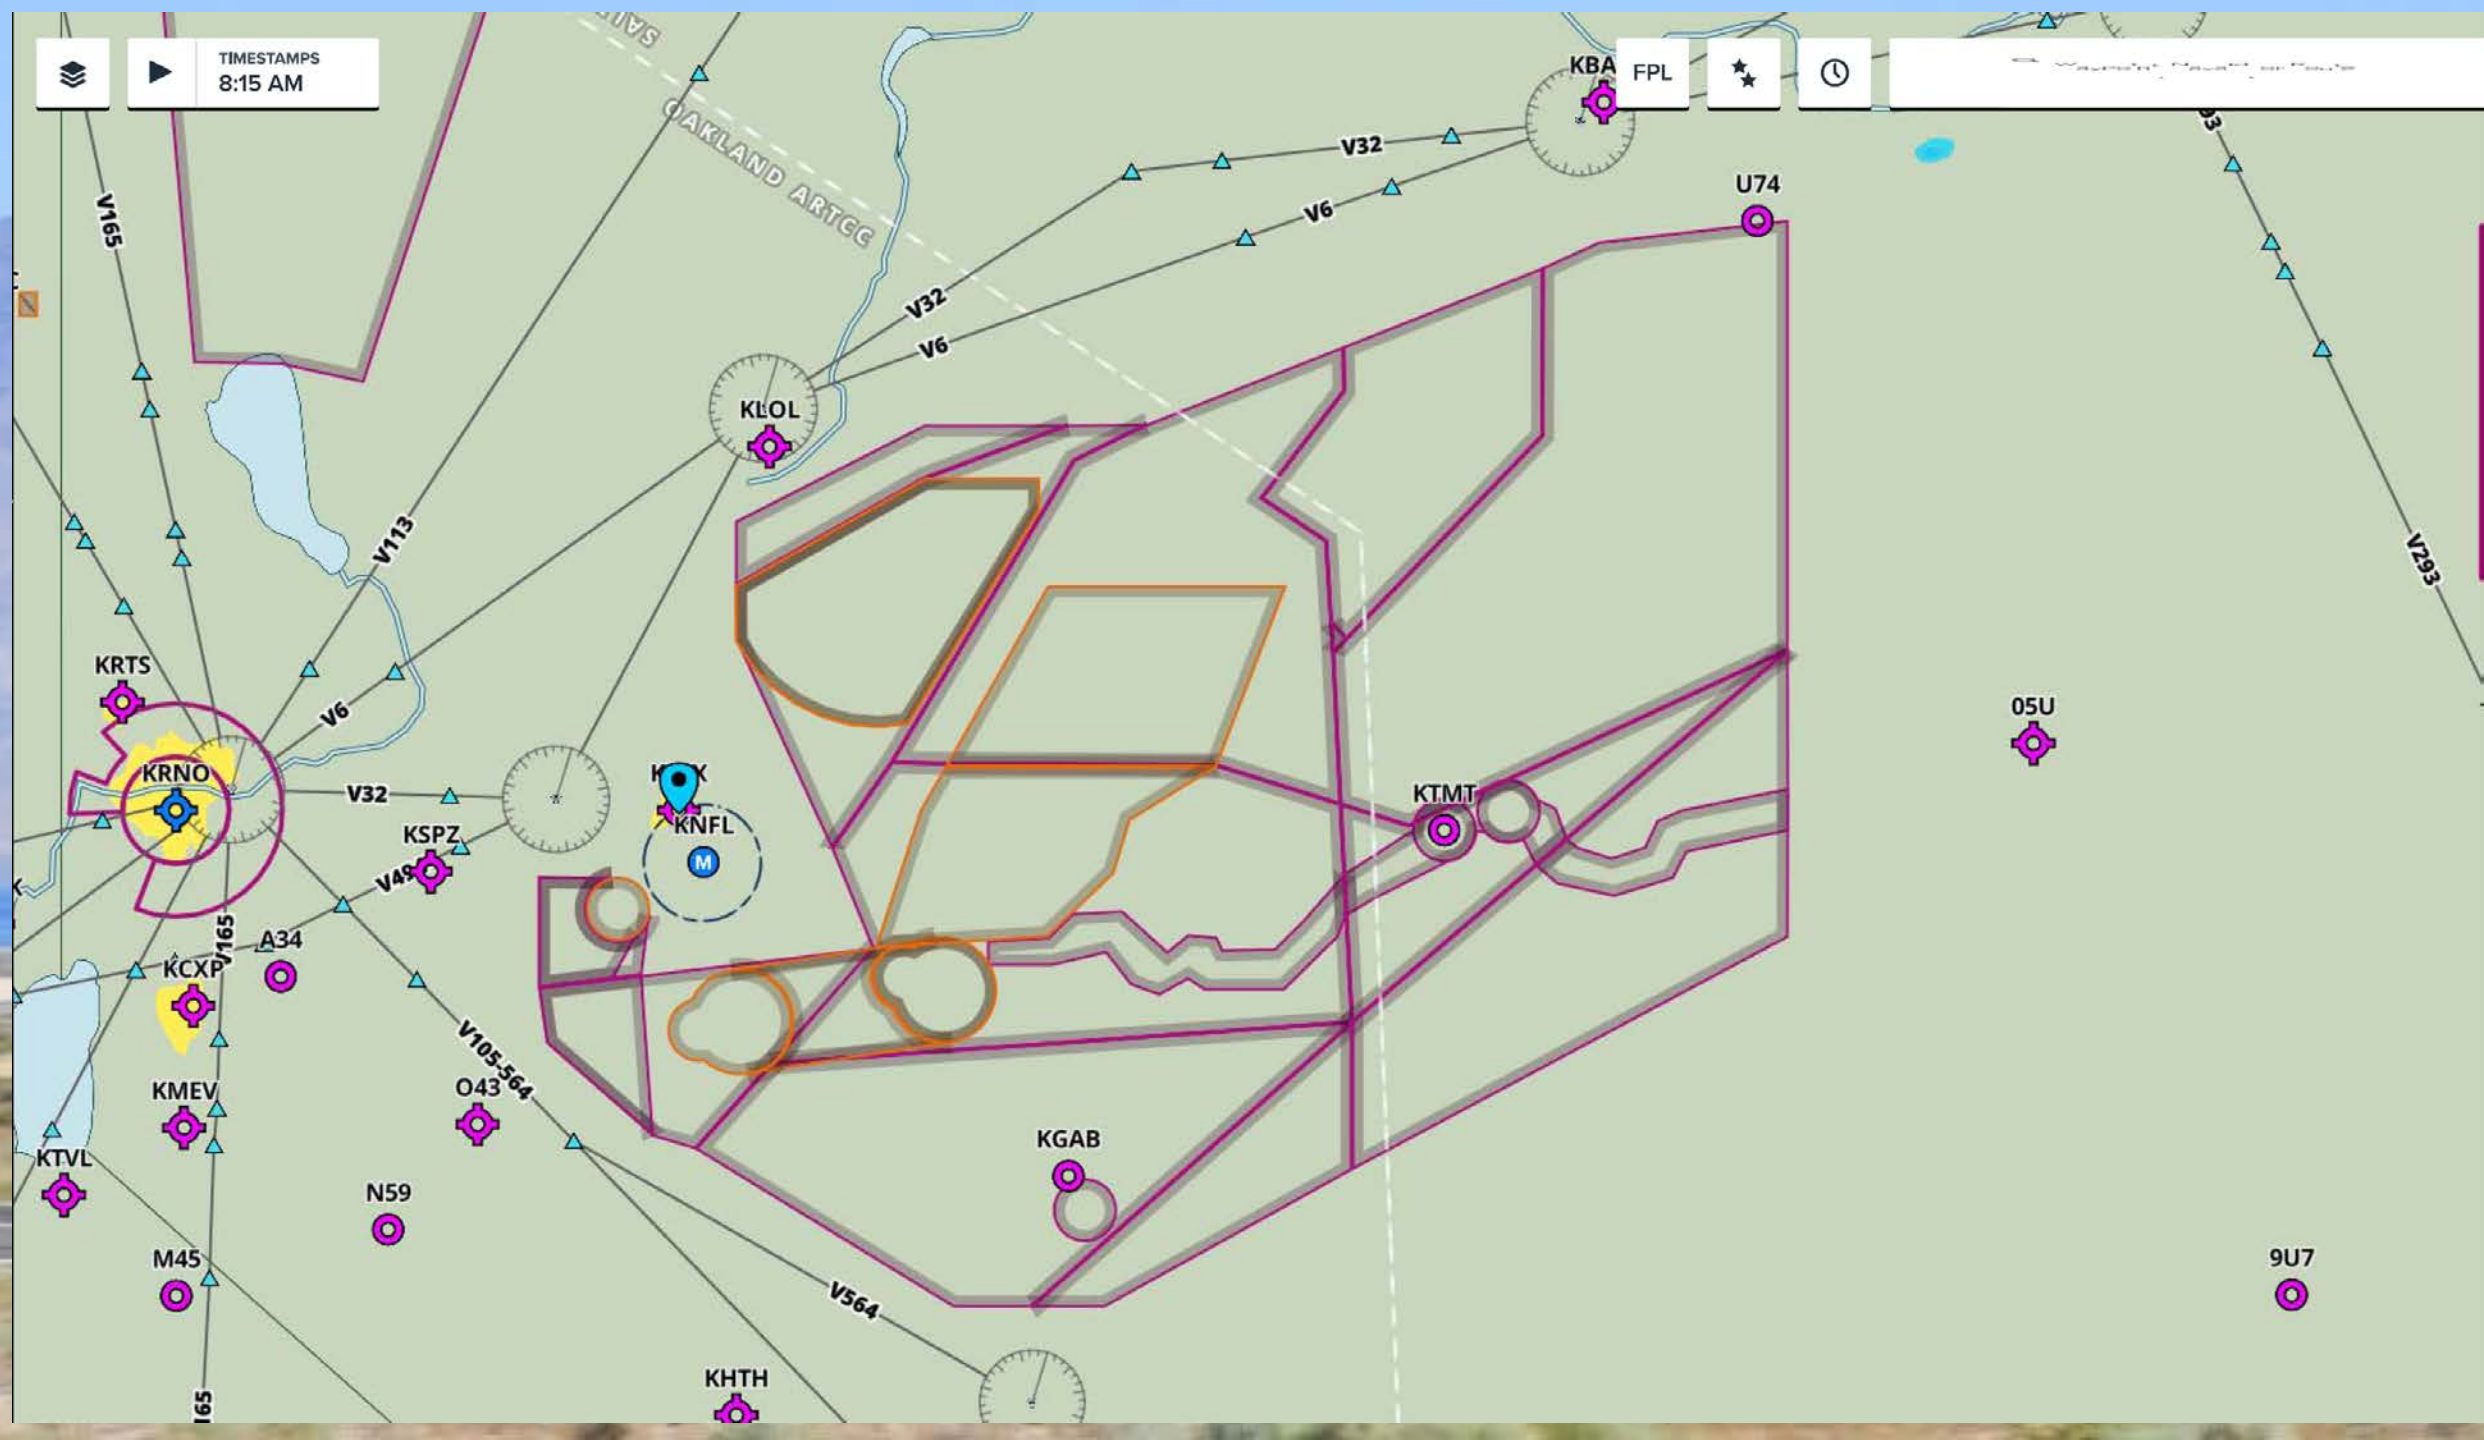 TIMESTAMPS
8:15 AM
FPL
OAKLAND ARTCC
KBA
U74
V32
V6
V165
V32
V6
KLOL
V113
V293
KRTS
V6
05U
KRNO
V32
KNFL
M
KTMT
KSPZ
V49
V165
A34
KCXP
V105-564
KMEV
O43
KGAB
KTVL
N59
M45
9U7
V564
KHTH
165